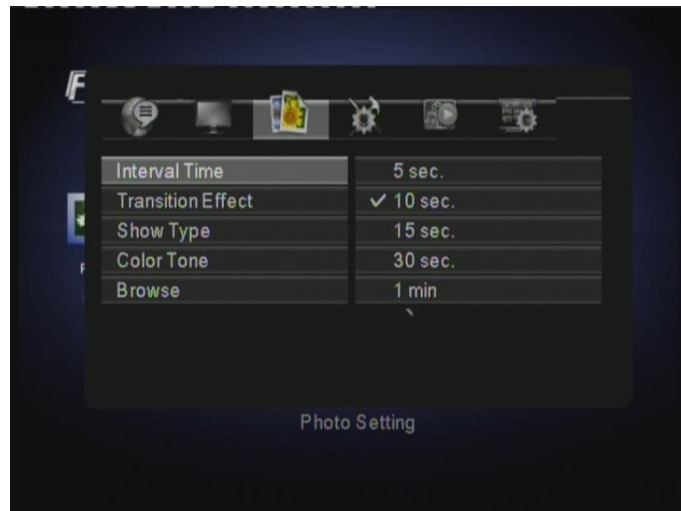 Interval Time
5 sec.
Transition Effect
✓ 10 sec.
Show Type
15 sec.
Color Tone
30 sec.
Browse
1 min
Photo Setting